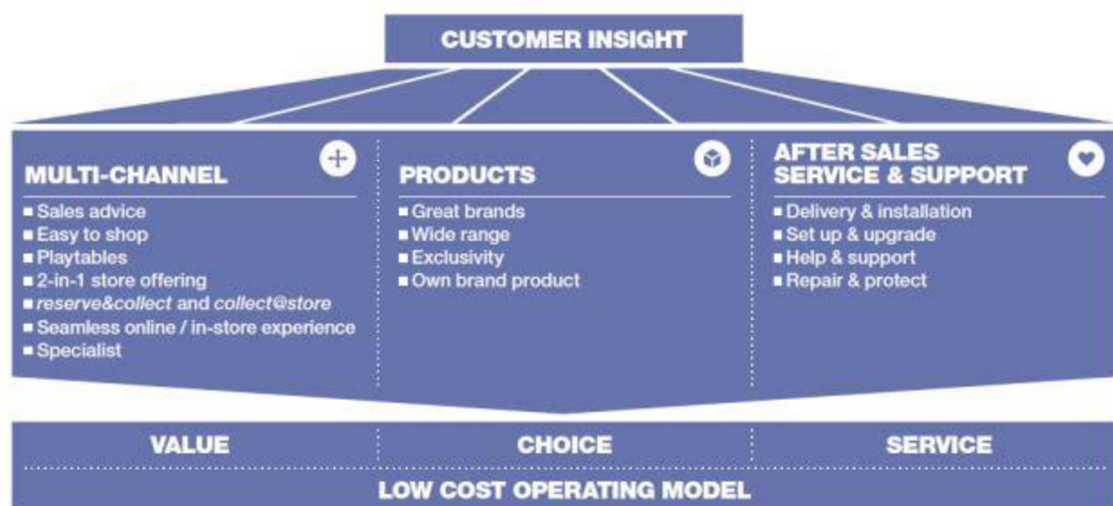 CUSTOMER INSIGHT
MULTI-CHANNEL
■ Sales advice
■ Easy to shop
■ Playtables
■ 2-in-1 store offering
■ reserve&collect and collect@store
■ Seamless online / in-store experience
■ Specialist
PRODUCTS
■ Great brands
■ Wide range
■ Exclusivity
■ Own brand product
AFTER SALES
SERVICE & SUPPORT
■ Delivery & installation
■ Set up & upgrade
■ Help & support
■ Repair & protect
VALUE
CHOICE
SERVICE
LOW COST OPERATING MODEL